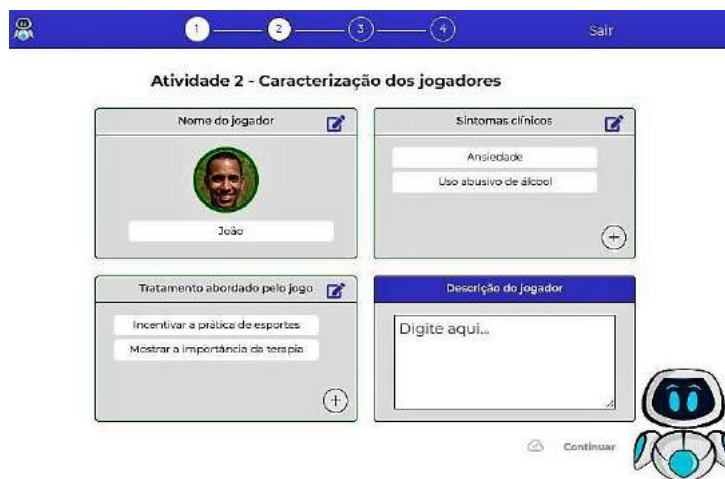 1 2 3 4 Sair
Atividade 2 - Caracterização dos jogadores
Nome do jogador
João
Sintomas clínicos
Ansiedade
Uso abusivo de álcool
Tratamento abordado pelo jogo
Incentivar a prática de esportes
Mostrar a importância da terapia
Descrição do jogador
Digite aqui...
Continuar